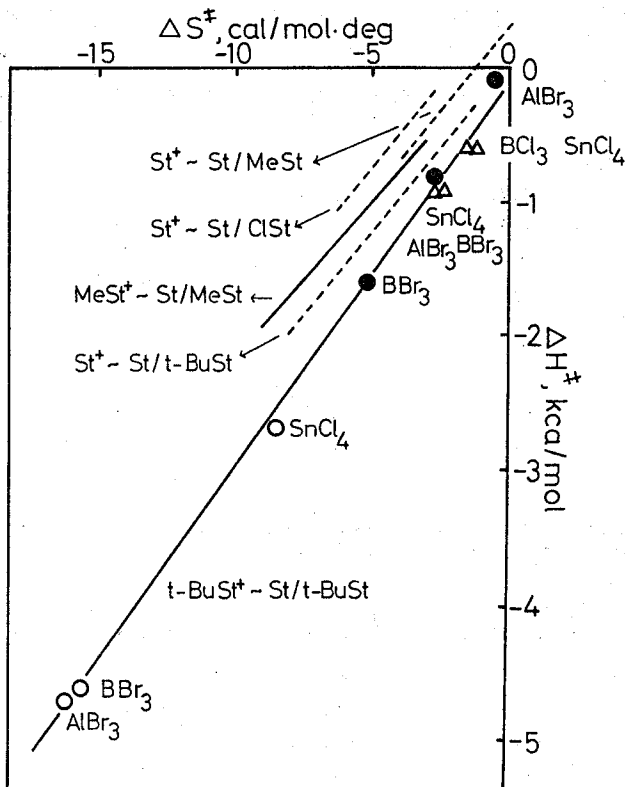 ΔS‡, cal/mol·deg
-15 -10 -5 0
0
AlBr3
St+ ~ St/MeSt
BCl3 SnCl4
St+ ~ St/ClSt
-1
SnCl4
AlBr3 BBr3
MeSt+ ~ St/MeSt
BBr3
-2
St+ ~ St/t-BuSt
ΔH‡, kca/mol
SnCl4
-3
t-BuSt+ ~ St/t-BuSt
-4
BBr3
AlBr3
-5